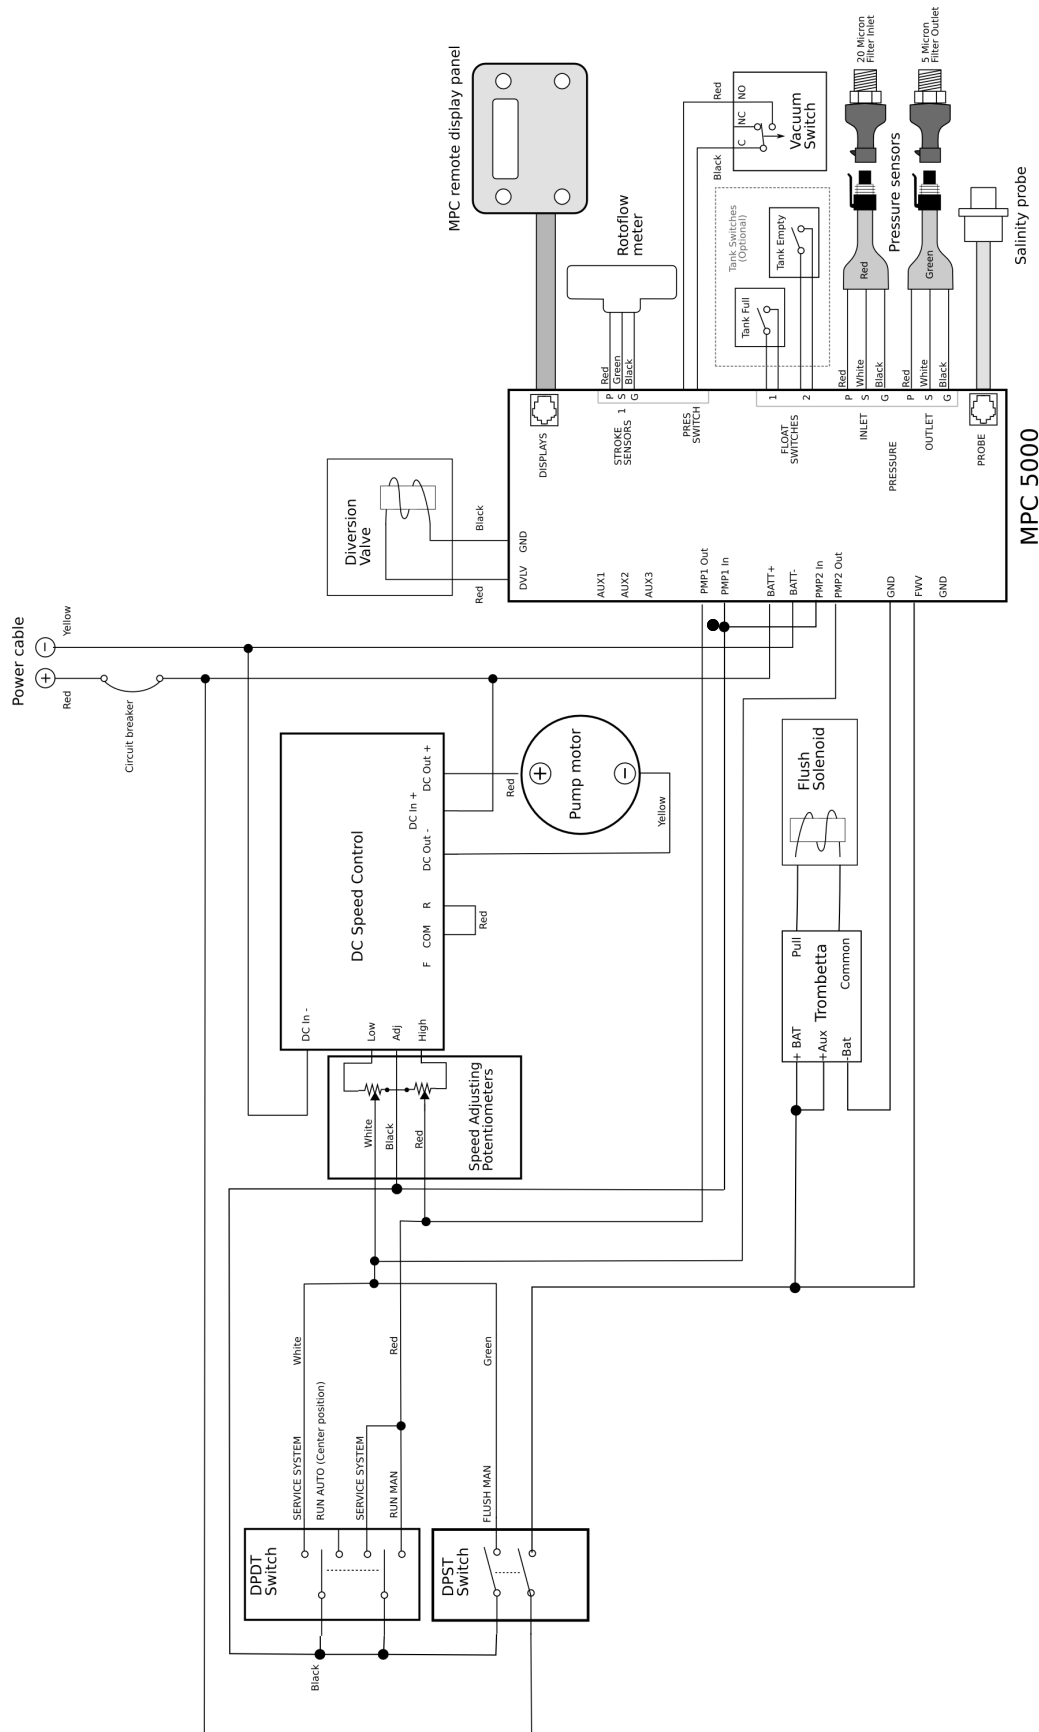 MPC remote display panel
20 Micron
Filter Inlet
5 Micron
Filter Outlet
Red
NO
NC
C
Black
Vacuum
Switch
Pressure sensors
Salinity probe
Rotoflow
meter
Tank Switches
(Optional)
Tank Empty
Tank Full
Red
Green
Red
Green
Black
Red
White
Black
Red
White
Black
P
S
G
1
STROKE
SENSORS
PRES
SWITCH
1
2
FLOAT
SWITCHES
P
S
G
INLET
P
S
G
OUTLET
PRESSURE
DISPLAYS
PROBE
MPC 5000
Diversion
Valve
Black
Red
GND
DVLV
AUX1
AUX2
AUX3
PMP1 Out
PMP1 In
BATT+
BATT-
PMP2 In
PMP2 Out
GND
FWV
GND
Power cable
Yellow
−
+
Red
Circuit breaker
DC Speed Control
DC Out +
DC In +
DC Out -
R
COM
F
DC In -
Low
Adj
High
Red
Red
Yellow
Pump motor
+
−
Flush
Solenoid
Pull
Common
Trombetta
+ BAT
+Aux
-Bat
Speed Adjusting
Potentiometers
White
Black
Red
White
Red
Green
SERVICE SYSTEM
RUN AUTO (Center position)
SERVICE SYSTEM
RUN MAN
FLUSH MAN
DPDT
Switch
DPST
Switch
Black